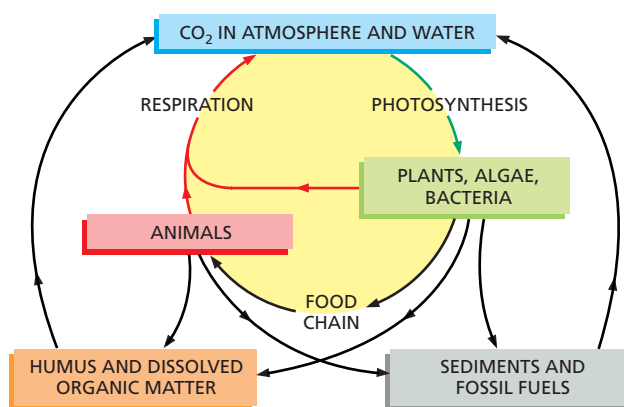 CO₂ IN ATMOSPHERE AND WATER
RESPIRATION
PHOTOSYNTHESIS
PLANTS, ALGAE,
BACTERIA
ANIMALS
FOOD
CHAIN
HUMUS AND DISSOLVED
ORGANIC MATTER
SEDIMENTS AND
FOSSIL FUELS